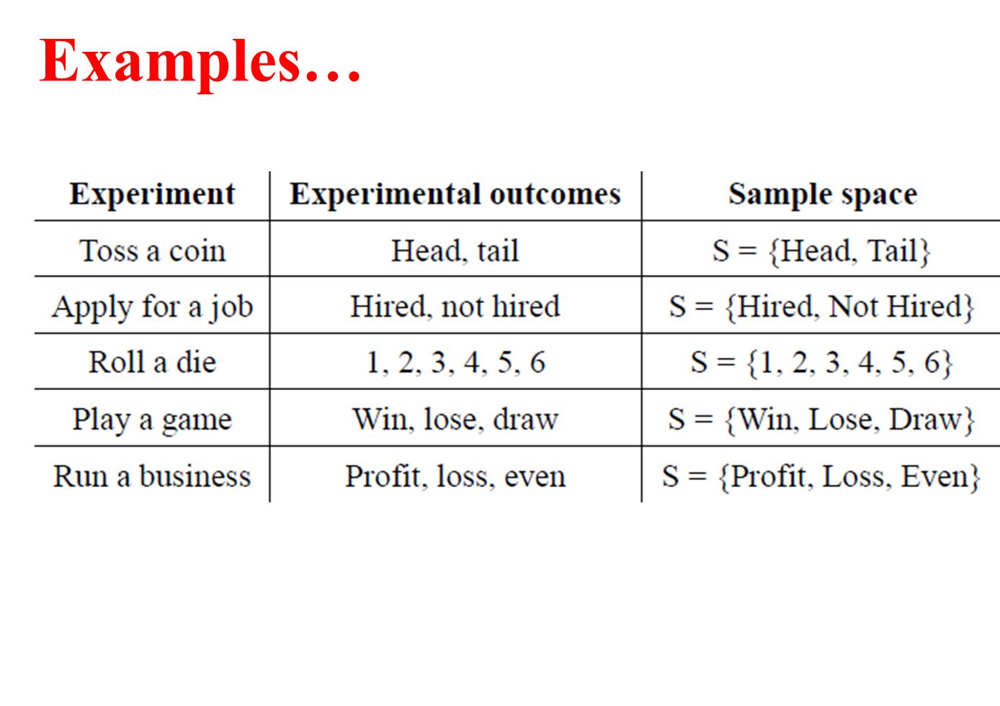 Examples…
Experiment Experimental outcomes Sample space
Toss a coin Head, tail S = {Head, Tail}
Apply for a job Hired, not hired S = {Hired, Not Hired}
Roll a die 1, 2, 3, 4, 5, 6 S = {1, 2, 3, 4, 5, 6}
Play a game Win, lose, draw S = {Win, Lose, Draw}
Run a business Profit, loss, even S = {Profit, Loss, Even}